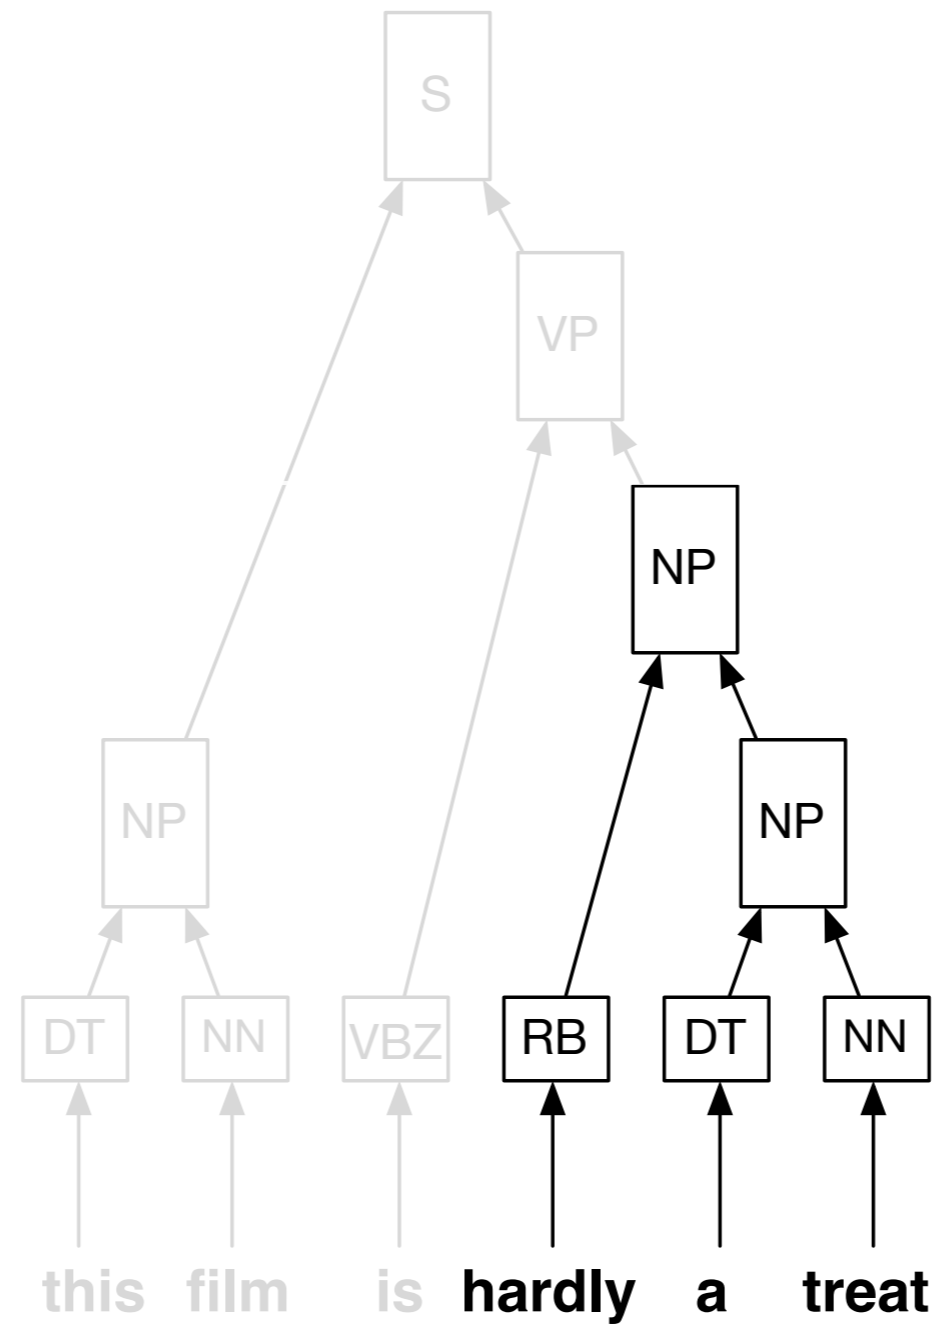 S
VP
NP
NP NP
DT NN VBZ RB DT NN
this film is hardly a treat